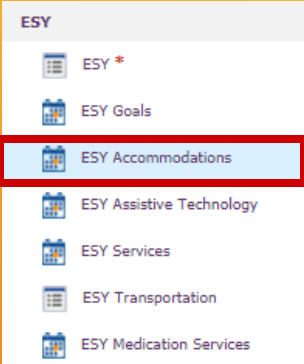 ESY
ESY *
ESY Goals
ESY Accommodations
ESY Assistive Technology
ESY Services
ESY Transportation
ESY Medication Services